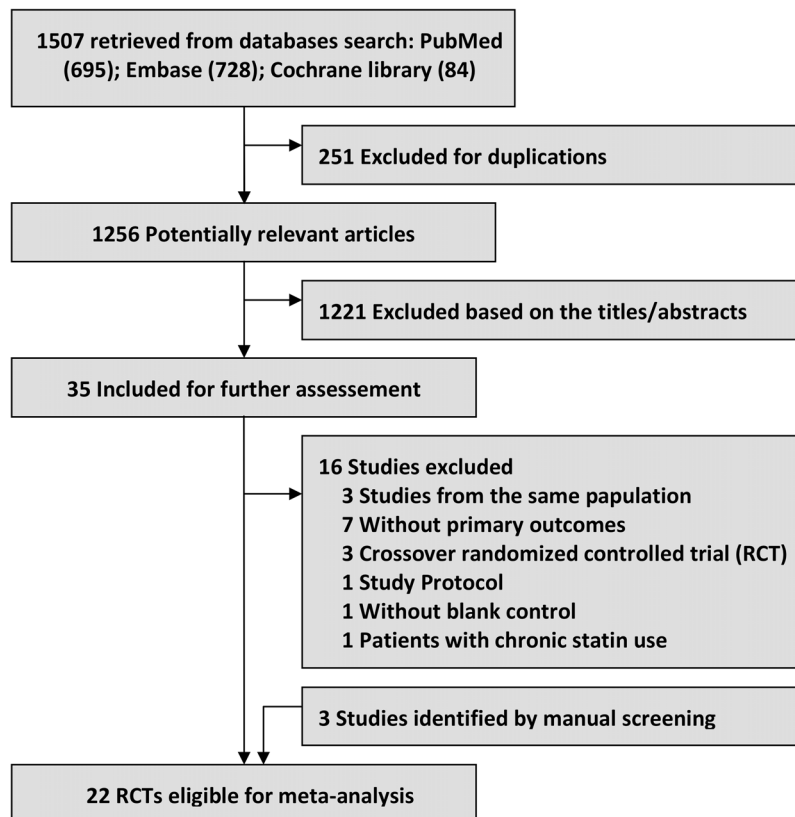 1507 retrieved from databases search: PubMed
(695); Embase (728); Cochrane library (84)
251 Excluded for duplications
1256 Potentially relevant articles
1221 Excluded based on the titles/abstracts
35 Included for further assessement
16 Studies excluded
3 Studies from the same papulation
7 Without primary outcomes
3 Crossover randomized controlled trial (RCT)
1 Study Protocol
1 Without blank control
1 Patients with chronic statin use
3 Studies identified by manual screening
22 RCTs eligible for meta-analysis